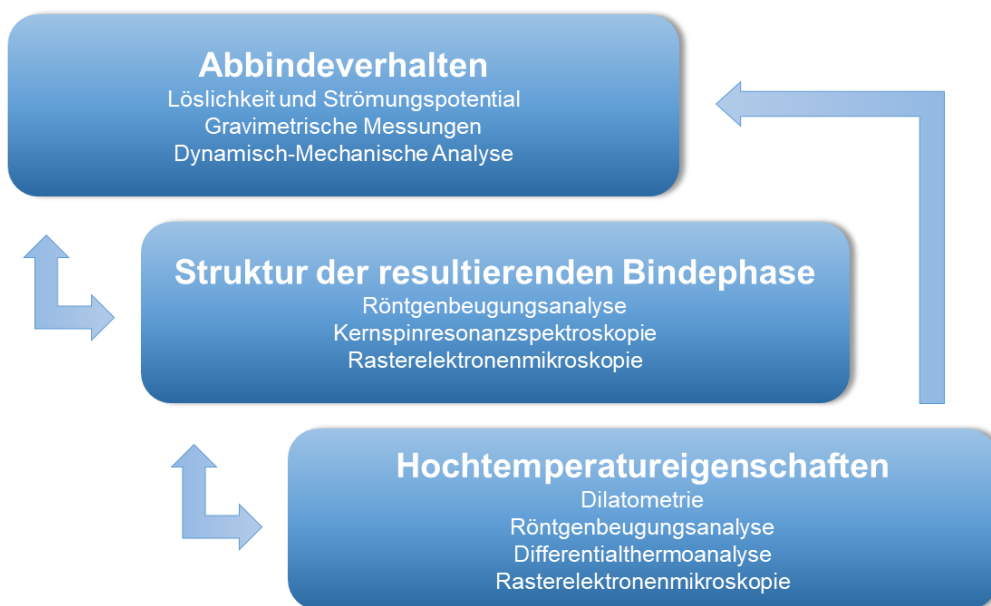 Abbindeverhalten
Löslichkeit und Strömungspotential
Gravimetrische Messungen
Dynamisch-Mechanische Analyse
Struktur der resultierenden Bindephase
Röntgenbeugungsanalyse
Kernspinresonanzspektroskopie
Rasterelektronenmikroskopie
Hochtemperatureigenschaften
Dilatometrie
Röntgenbeugungsanalyse
Differentialthermoanalyse
Rasterelektronenmikroskopie